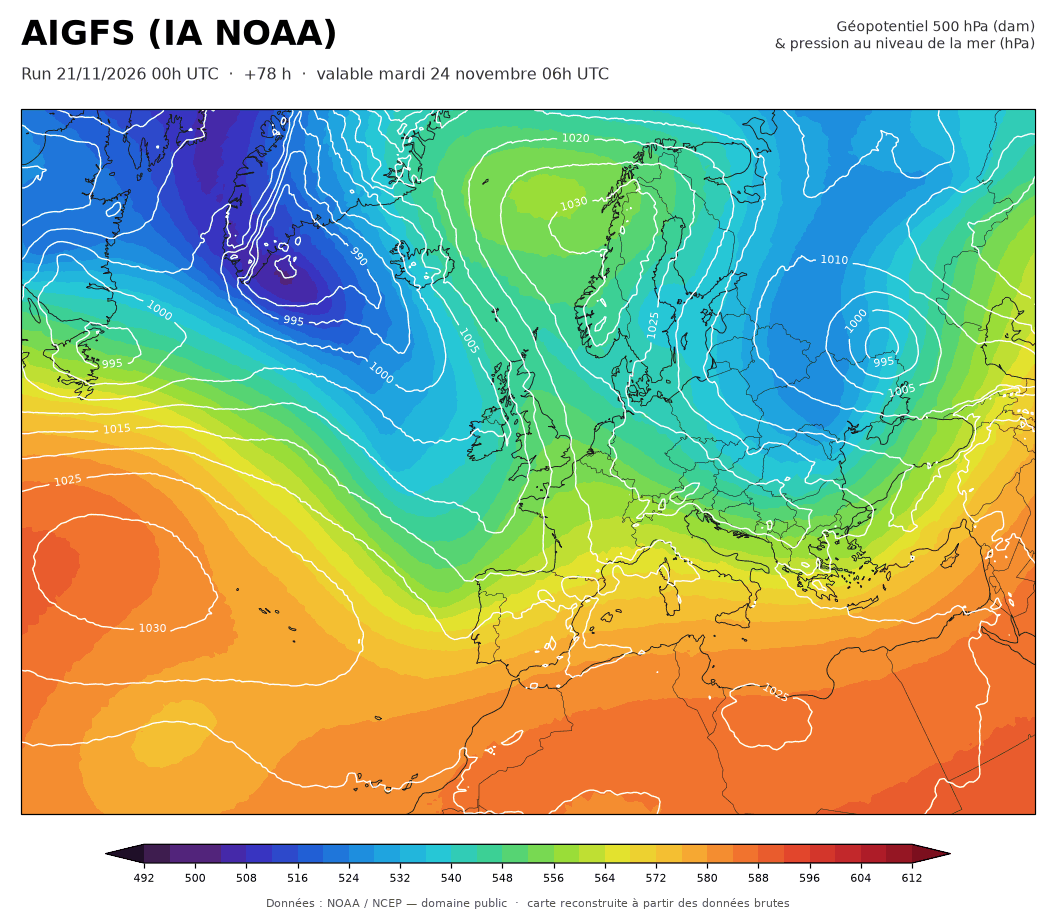 AIGFS (IA NOAA)
Géopotentiel 500 hPa (dam)
& pression au niveau de la mer (hPa)
Run 21/11/2026 00h UTC · +78 h · valable mardi 24 novembre 06h UTC
1020
1030
990
1010
1000
1000
995
1005
1025
995
995
1000
1005
1015
1025
1030
1025
492 500 508 516 524 532 540 548 556 564 572 580 588 596 604 612
Données : NOAA / NCEP — domaine public · carte reconstruite à partir des données brutes